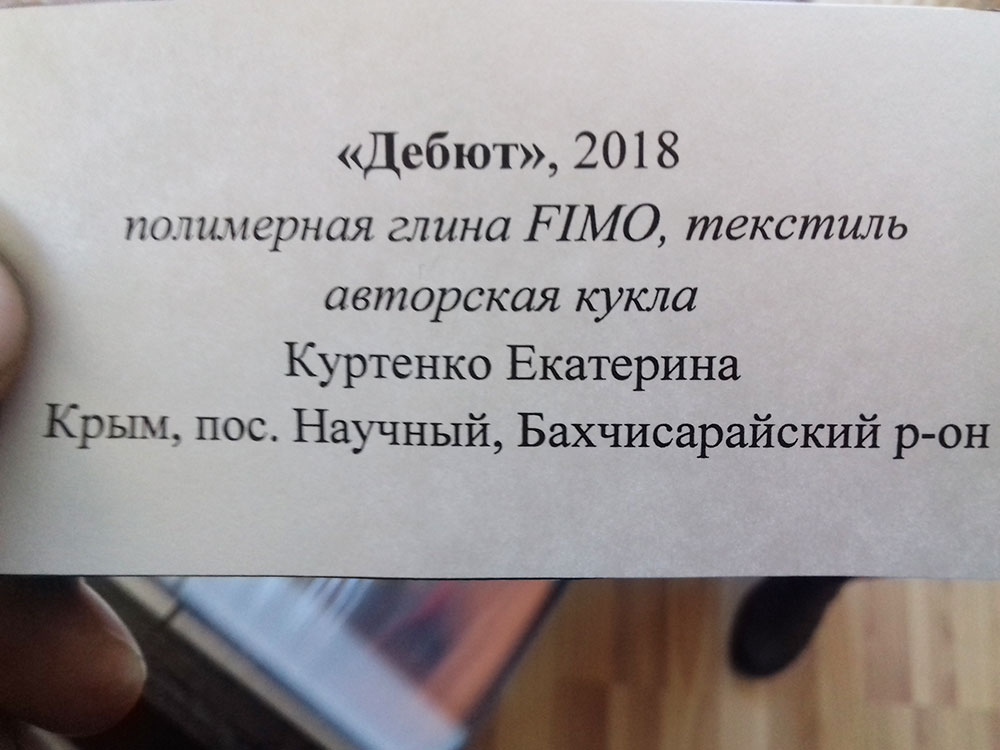 «Дебют», 2018
полимерная глина FIMO, текстиль
авторская кукла
Куртенко Екатерина
Крым, пос. Научный, Бахчисарайский р-он